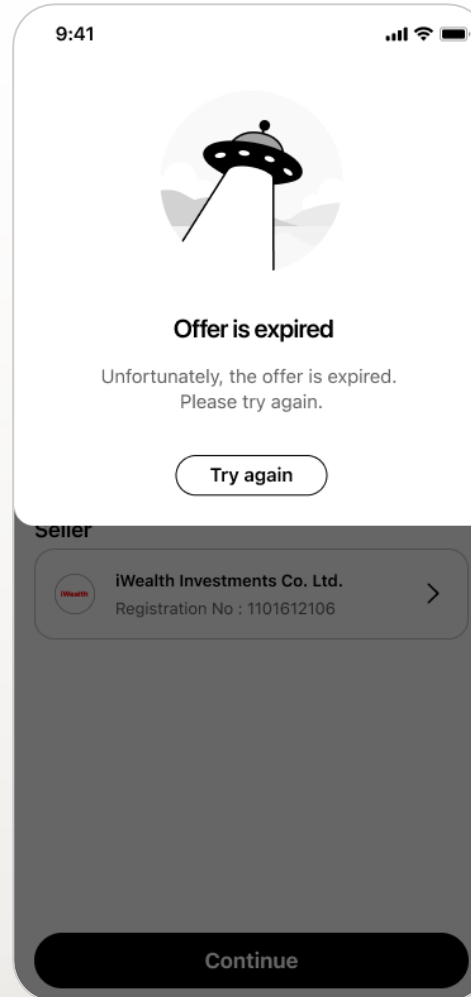 9:41
Offer is expired
Unfortunately, the offer is expired.
Please try again.
Try again
Seller
iWealth
iWealth Investments Co. Ltd.
Registration No : 1101612106
Continue